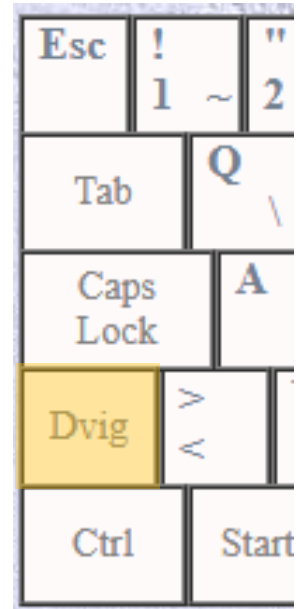 Esc ! "
1 ~ 2
Tab Q
\
Caps A
Lock
Dvig >
<
Ctrl Start